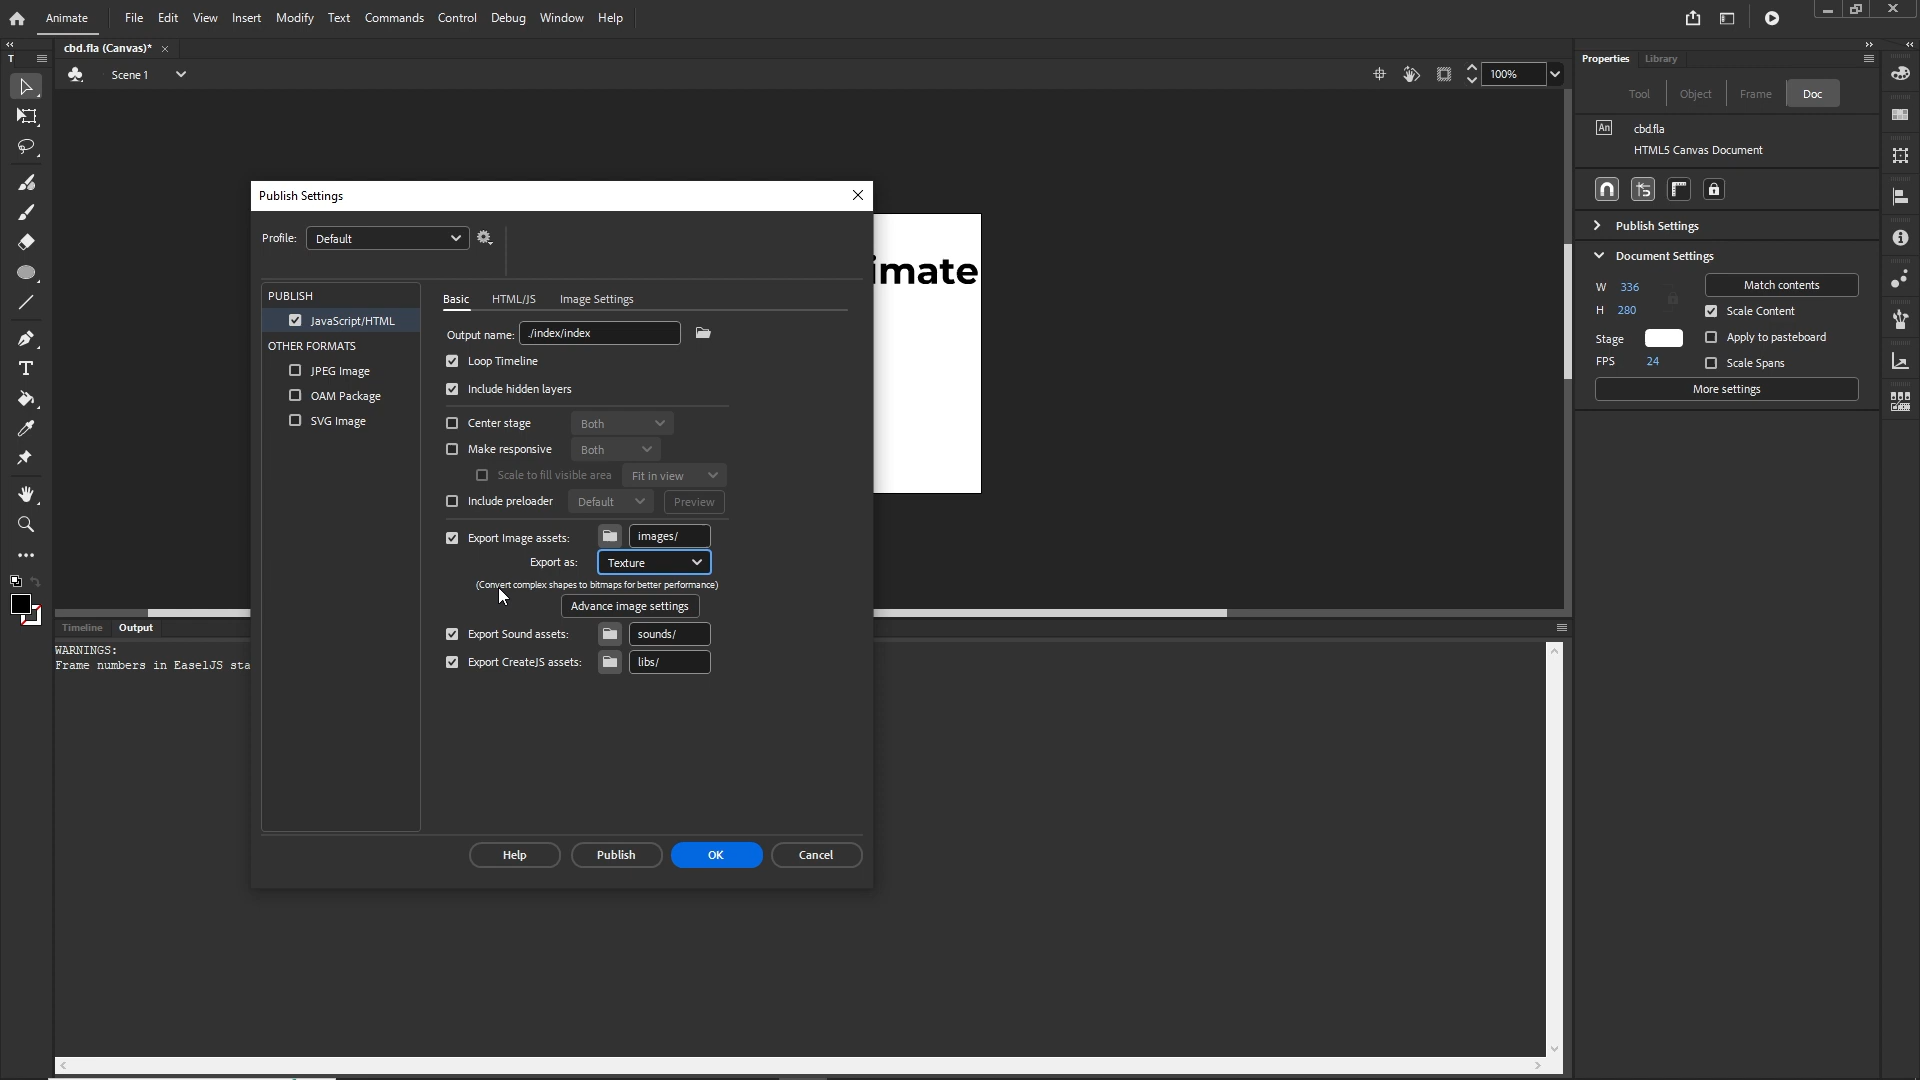 Animate File Edit View Insert Modify Text Commands Control Debug Window Help
cbd.fla (Canvas)*
T
Scene 1
100%
Properties Library
Tool Object Frame Doc
An cbd.fla
HTML5 Canvas Document
Publish Settings
Document Settings
W 336 Match contents
H 280 Scale Content
Stage Apply to pasteboard
FPS 24 Scale Spans
More settings
imate
Publish Settings
Profile: Default
PUBLISH
JavaScript/HTML
OTHER FORMATS
JPEG Image
OAM Package
SVG Image
Basic HTML/JS Image Settings
Output name: ./index/index
Loop Timeline
Include hidden layers
Center stage Both
Make responsive Both
Scale to fill visible area Fit in view
Include preloader Default Preview
Export Image assets: images/
Export as: Texture
(Convert complex shapes to bitmaps for better performance)
Advance image settings
Export Sound assets: sounds/
Export CreateJS assets: libs/
Help Publish OK Cancel
Timeline Output
WARNINGS:
Frame numbers in EaselJS sta